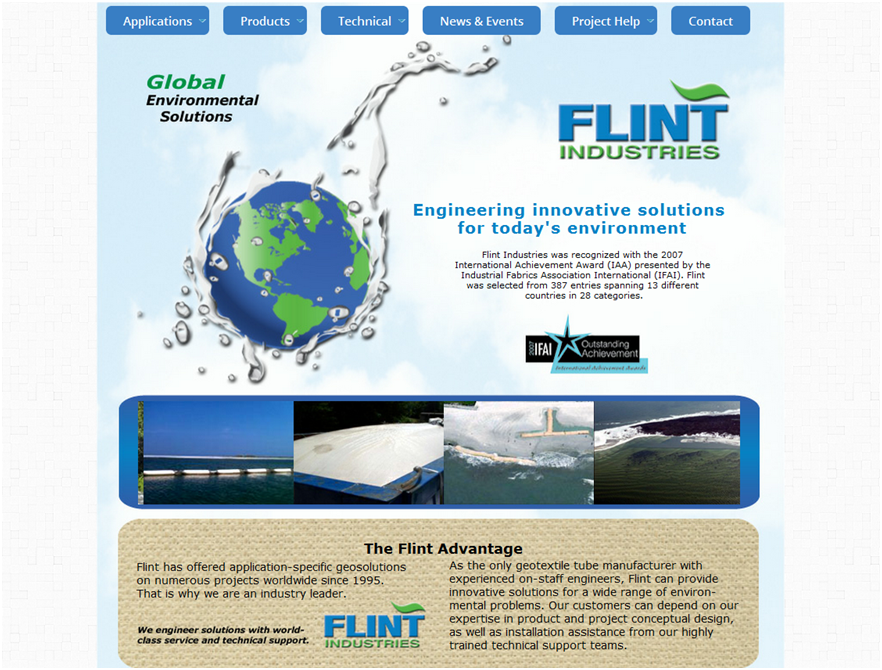 Applications
Products
Technical
News & Events
Project Help
Contact
Global
Environmental
Solutions
FLINT
INDUSTRIES
Engineering innovative solutions
for today's environment
Flint Industries was recognized with the 2007
International Achievement Award (IAA) presented by the
Industrial Fabrics Association International (IFAI). Flint
was selected from 387 entries spanning 13 different
countries in 28 categories.
2007 IFAI Outstanding
Achievement
International Achievement Awards
The Flint Advantage
Flint has offered application-specific geosolutions
on numerous projects worldwide since 1995.
That is why we are an industry leader.
We engineer solutions with world-
class service and technical support.
FLINT
INDUSTRIES
As the only geotextile tube manufacturer with
experienced on-staff engineers, Flint can provide
innovative solutions for a wide range of environ-
mental problems. Our customers can depend on our
expertise in product and project conceptual design,
as well as installation assistance from our highly
trained technical support teams.